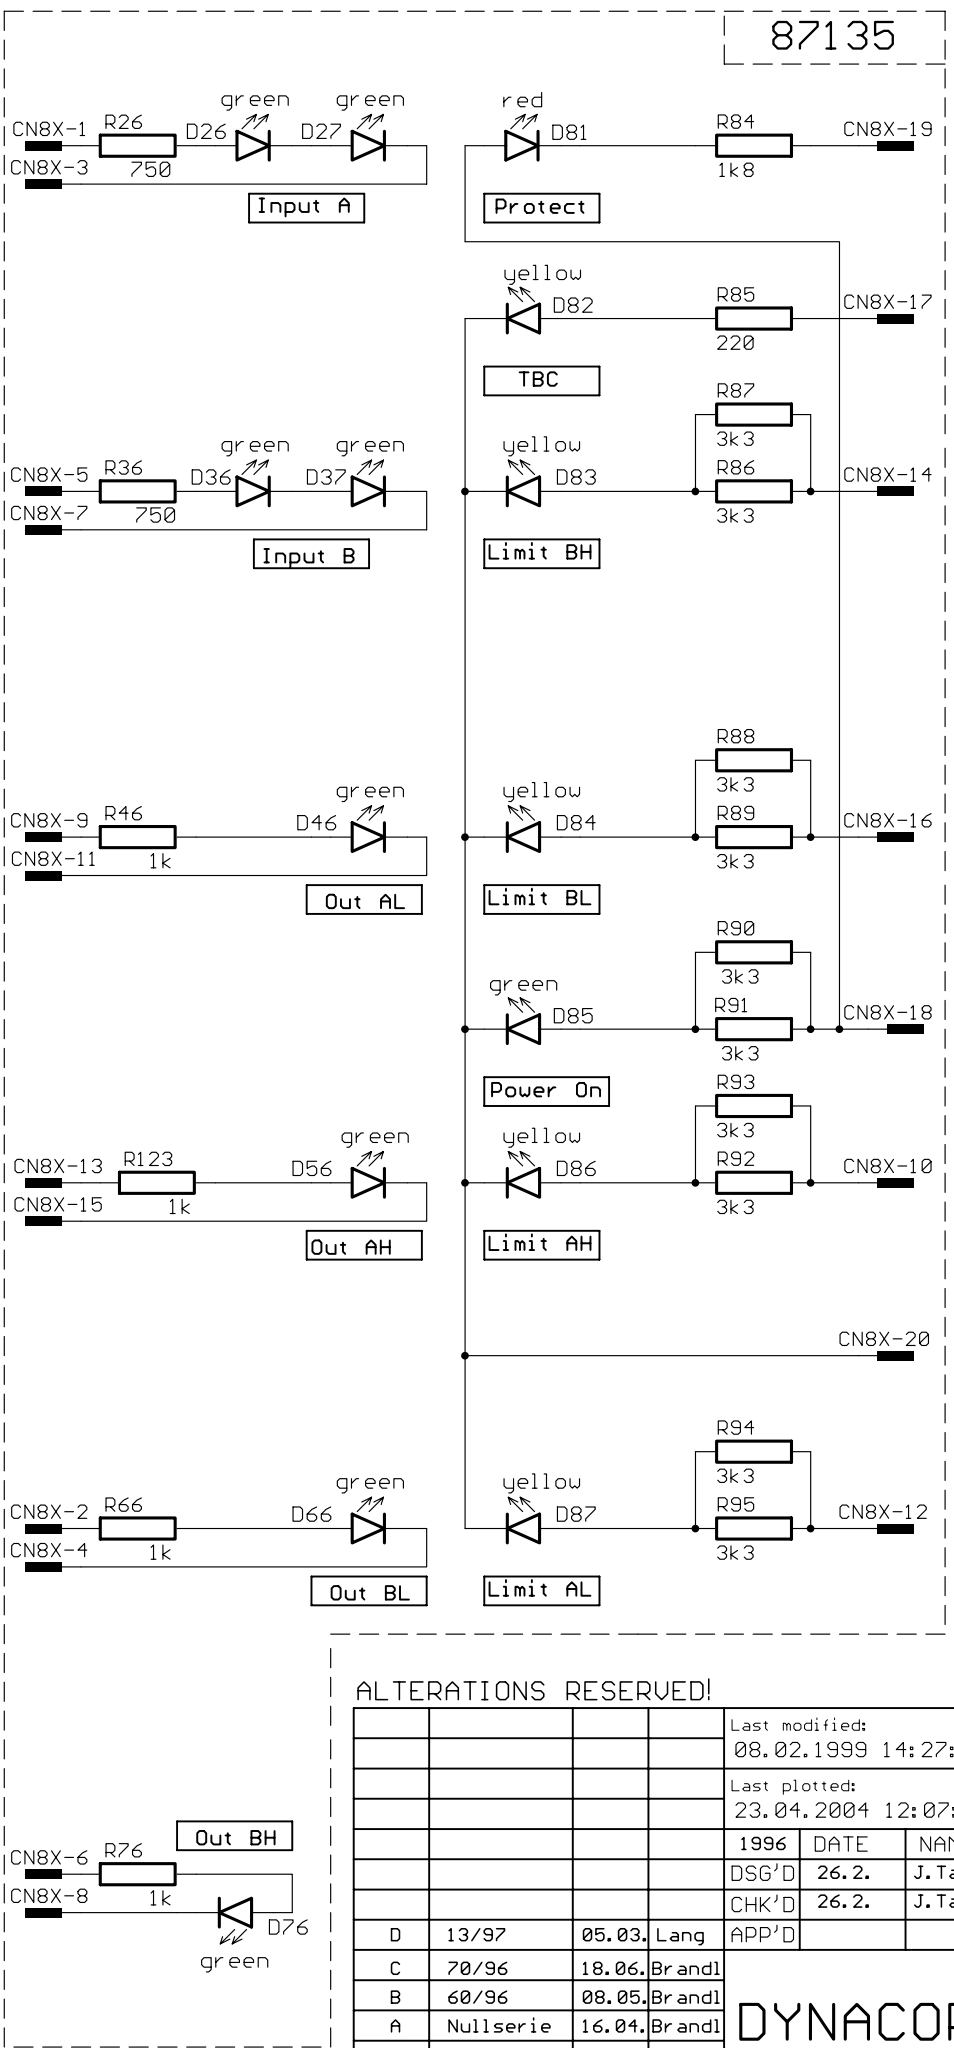 87135
green green red
CN8X-1 R26 D26 D27 D81 R84 CN8X-19
CN8X-3 750 1k8
Input A Protect
yellow
D82 R85 CN8X-17
220
TBC
R87
green green yellow 3k3
CN8X-5 R36 D36 D37 D83 R86 CN8X-14
CN8X-7 750 3k3
Input B Limit BH
R88
green yellow 3k3
CN8X-9 R46 D46 D84 R89 CN8X-16
CN8X-11 1k 3k3
Out AL Limit BL
R90
green 3k3
D85 R91 CN8X-18
3k3
Power On R93
green yellow 3k3
CN8X-13 R123 D56 D86 R92 CN8X-10
CN8X-15 1k 3k3
Out AH Limit AH
CN8X-20
R94
green yellow 3k3
CN8X-2 R66 D66 D87 R95 CN8X-12
CN8X-4 1k 3k3
Out BL Limit AL
ALTERATIONS RESERVED!
Last modified:
08.02.1999 14:27:
Last plotted:
23.04.2004 12:07:
Out BH
CN8X-6 R76
CN8X-8 1k
D76
green
1996 DATE NAM
DSG'D 26.2. J.Ta
CHK'D 26.2. J.Ta
D 13/97 05.03. Lang APP'D
C 70/96 18.06. Brandl
B 60/96 08.05. Brandl
A Nullserie 16.04. Brandl
DYNACOR